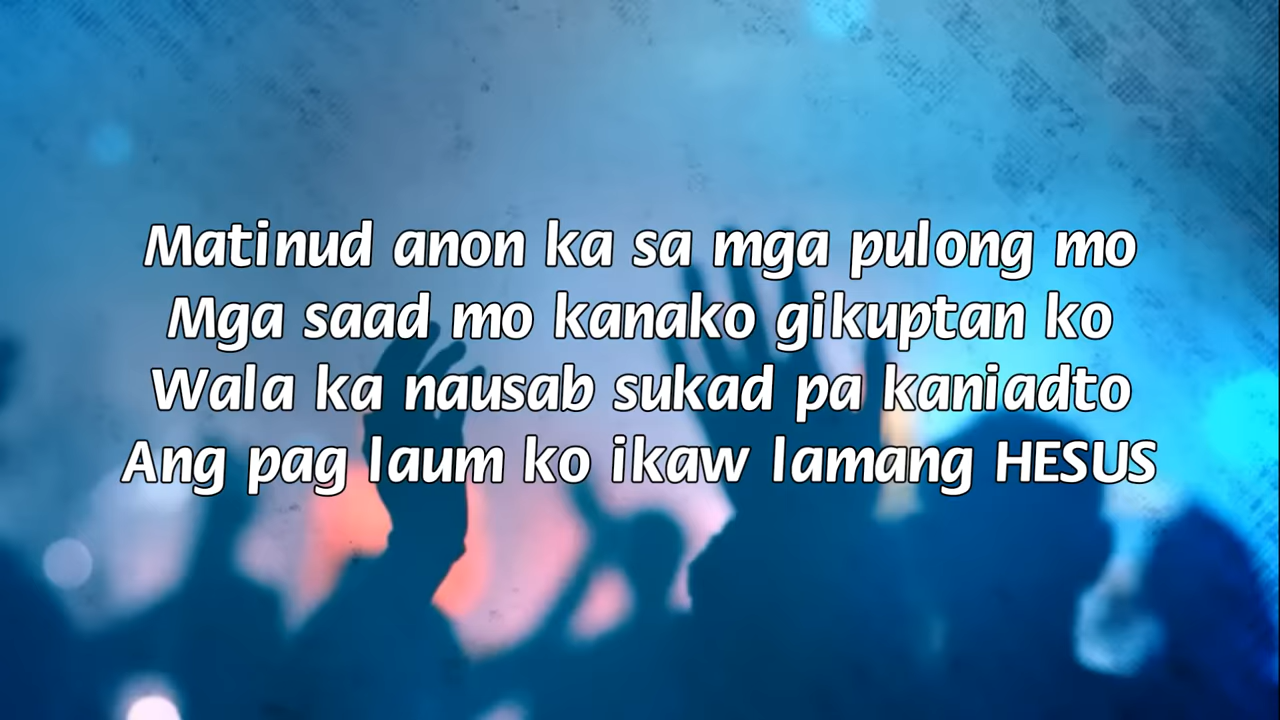 Matinud anon ka sa mga pulong mo
Mga saad mo kanako gikuptan ko
Wala ka nausab sukad pa kaniadto
Ang pag laum ko ikaw lamang HESUS